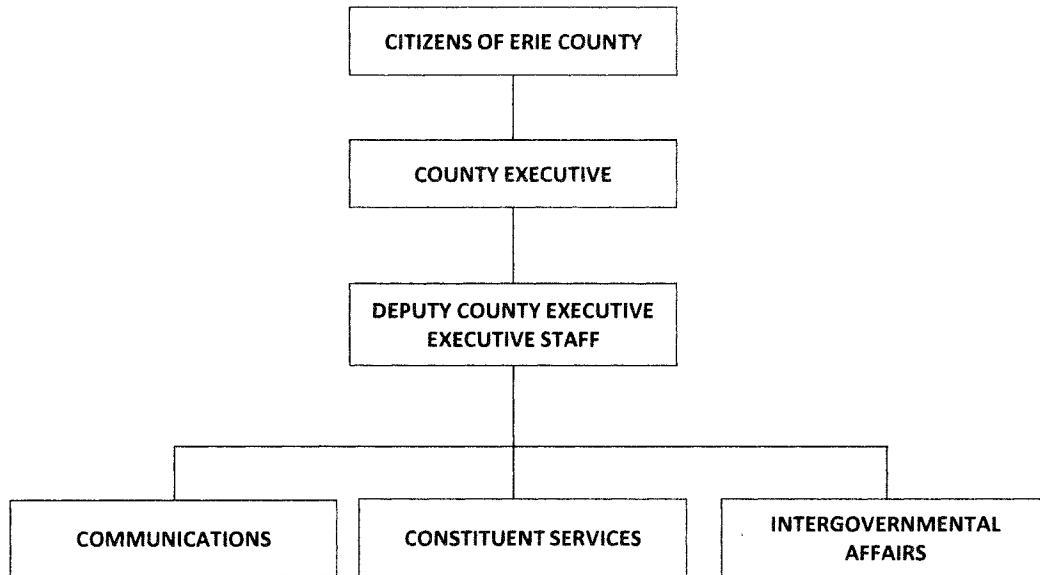 CITIZENS OF ERIE COUNTY
COUNTY EXECUTIVE
DEPUTY COUNTY EXECUTIVE
EXECUTIVE STAFF
COMMUNICATIONS
CONSTITUENT SERVICES
INTERGOVERNMENTAL
AFFAIRS